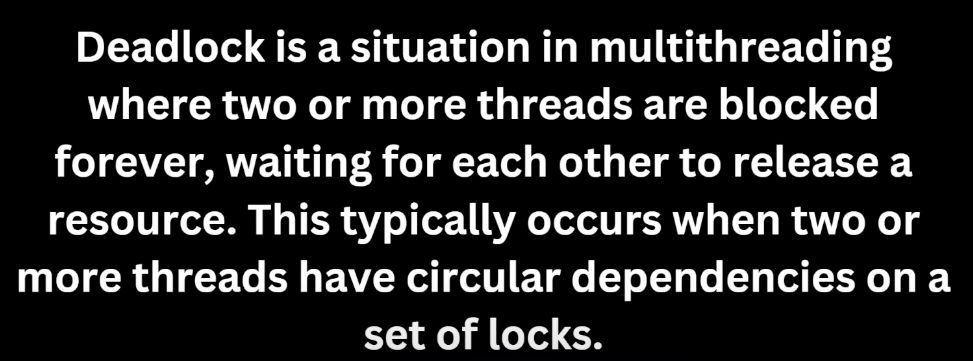 Deadlock is a situation in multithreading
where two or more threads are blocked
forever, waiting for each other to release a
resource. This typically occurs when two or
more threads have circular dependencies on a
set of locks.